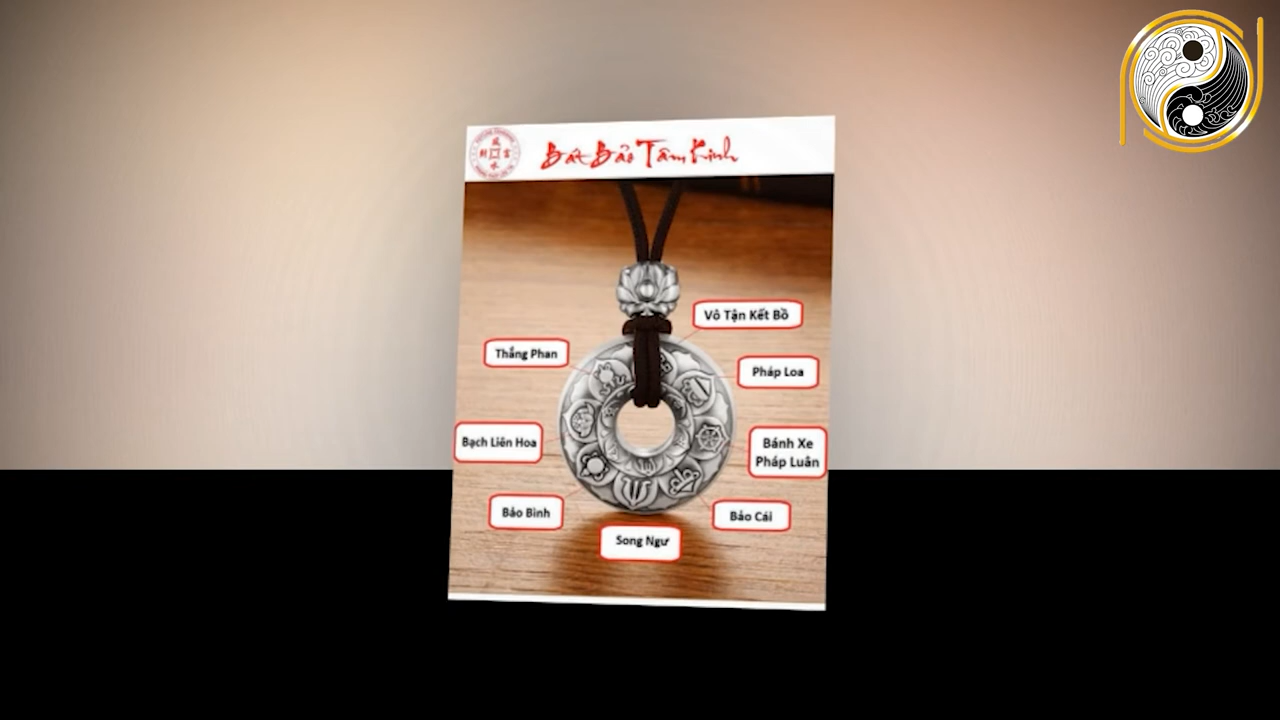 Bát Bảo Tâm Kinh
Vô Tận Kết Bồ
Thắng Phan
Pháp Loa
Bạch Liên Hoa
Bánh Xe
Pháp Luân
Bảo Bình
Bảo Cái
Song Ngư